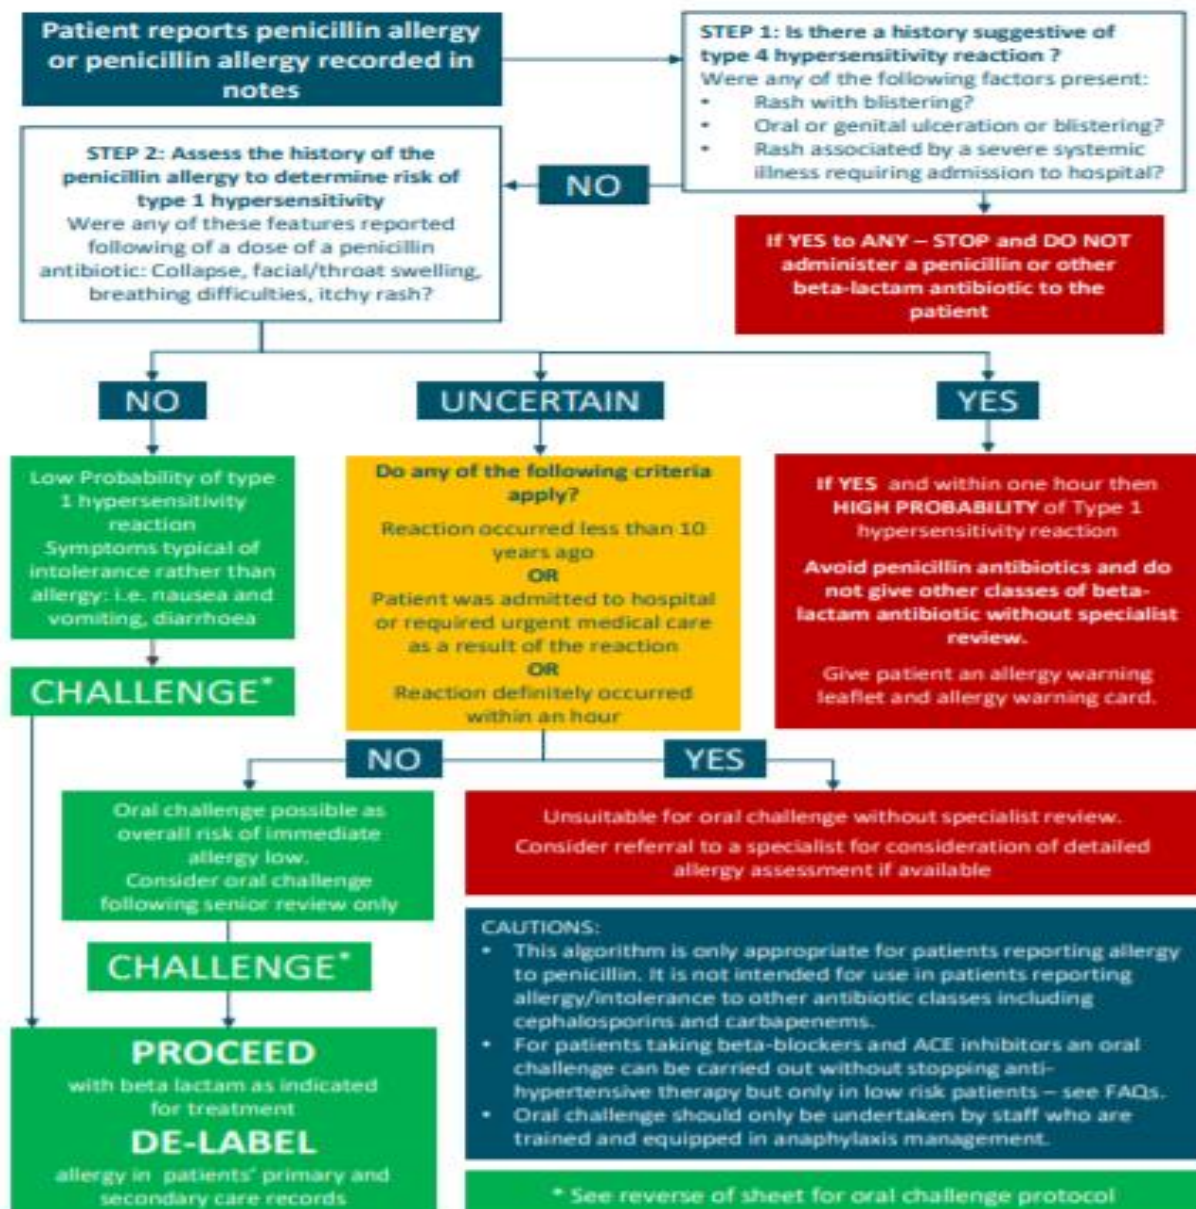 Patient reports penicillin allergy
or penicillin allergy recorded in
notes
STEP 1: Is there a history suggestive of
type 4 hypersensitivity reaction ?
Were any of the following factors present:
• Rash with blistering?
• Oral or genital ulceration or blistering?
• Rash associated by a severe systemic
illness requiring admission to hospital?
NO
If YES to ANY – STOP and DO NOT
administer a penicillin or other
beta-lactam antibiotic to the
patient
STEP 2: Assess the history of the
penicillin allergy to determine risk of
type 1 hypersensitivity
Were any of these features reported
following of a dose of a penicillin
antibiotic: Collapse, facial/throat swelling,
breathing difficulties, itchy rash?
NO
UNCERTAIN
YES
Low Probability of type
1 hypersensitivity
reaction
Symptoms typical of
intolerance rather than
allergy: i.e. nausea and
vomiting, diarrhoea
CHALLENGE*
Do any of the following criteria
apply?
Reaction occurred less than 10
years ago
OR
Patient was admitted to hospital
or required urgent medical care
as a result of the reaction
OR
Reaction definitely occurred
within an hour
If YES and within one hour then
HIGH PROBABILITY of Type 1
hypersensitivity reaction
Avoid penicillin antibiotics and do
not give other classes of beta-
lactam antibiotic without specialist
review.
Give patient an allergy warning
leaflet and allergy warning card.
NO
YES
Oral challenge possible as
overall risk of immediate
allergy low.
Consider oral challenge
following senior review only
CHALLENGE*
Unsuitable for oral challenge without specialist review.
Consider referral to a specialist for consideration of detailed
allergy assessment if available
PROCEED
with beta lactam as indicated
for treatment
DE-LABEL
allergy in patients' primary and
secondary care records
CAUTIONS:
• This algorithm is only appropriate for patients reporting allergy
to penicillin. It is not intended for use in patients reporting
allergy/intolerance to other antibiotic classes including
cephalosporins and carbapenems.
• For patients taking beta-blockers and ACE inhibitors an oral
challenge can be carried out without stopping anti-
hypertensive therapy but only in low risk patients – see FAQs.
• Oral challenge should only be undertaken by staff who are
trained and equipped in anaphylaxis management.
* See reverse of sheet for oral challenge protocol